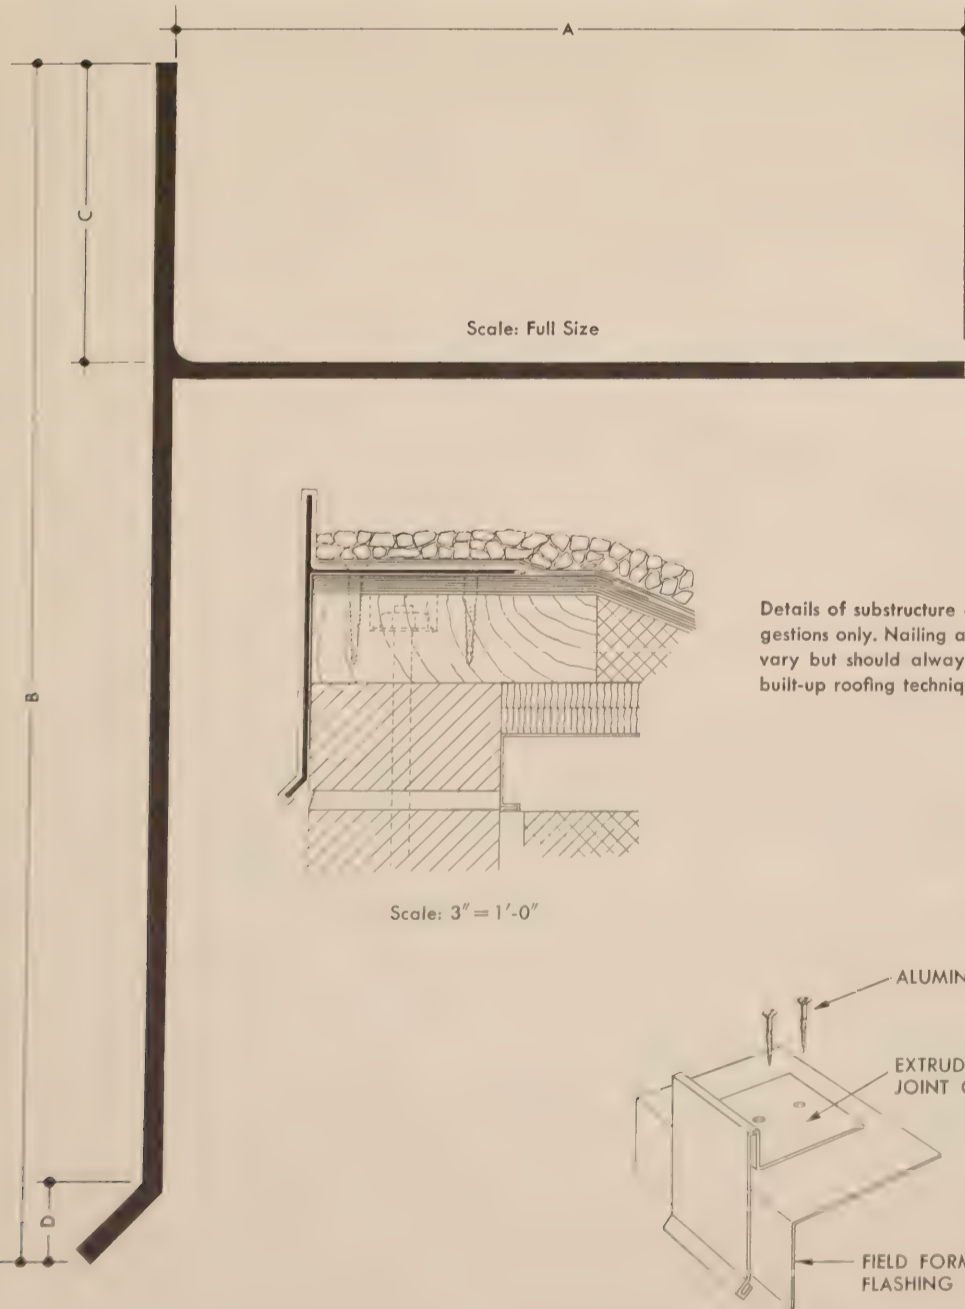 A
C
Scale: Full Size
B
Details of substructure
gestions only. Nailing a
vary but should alway
built-up roofing techniq
Scale: 3" = 1'-0"
ALUMIN
EXTRUD
JOINT
D
FIELD FORM
FLASHING